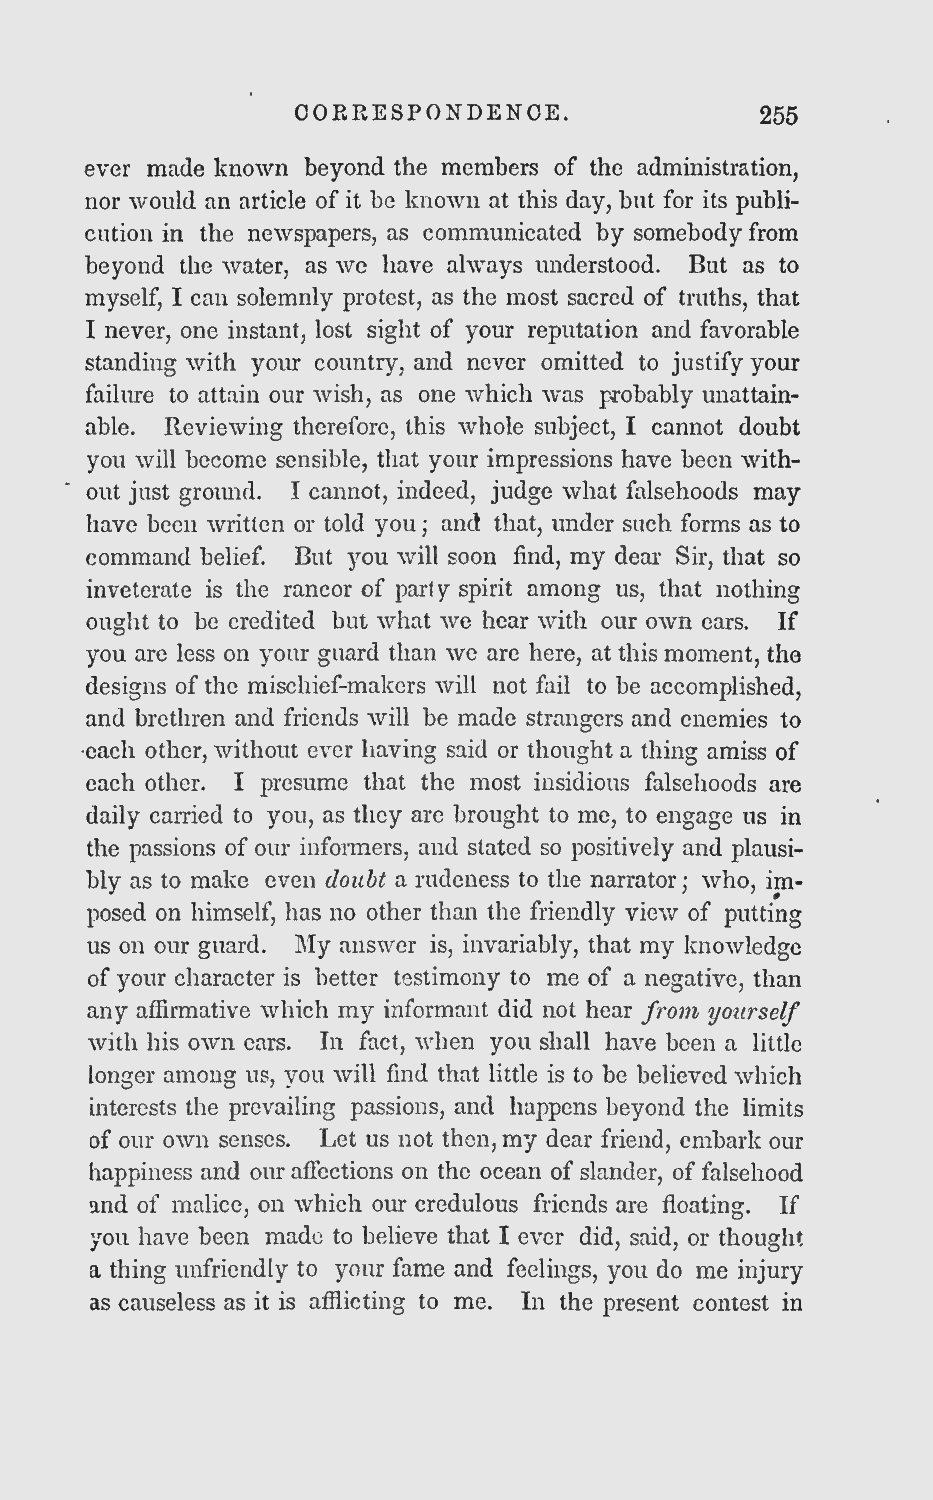 CORRESPONDENCE. 255
ever made known beyond the members of the administration,
nor would an article of it be known at this day, but for its publi-
cution in the newspapers, as communicated by somebody from
beyond the water, as we have always understood. But as to
myself, I can solemnly protest, as the most sacred of truths, that
I never, one instant, lost sight of your reputation and favorable
standing with your country, and never omitted to justify your
failure to attain our wish, as one which was probably unattain-
able. Reviewing therefore, this whole subject, I cannot doubt
you will become sensible, that your impressions have been with-
out just ground. I cannot, indeed, judge what falsehoods may
have been written or told you; and that, under such forms as to
command belief. But you will soon find, my dear Sir, that so
inveterate is the rancor of party spirit among us, that nothing
ought to be credited but what we hear with our own ears. If
you are less on your guard than we are here, at this moment, the
designs of the mischief-makers will not fail to be accomplished,
and brethren and friends will be made strangers and enemies to
each other, without ever having said or thought a thing amiss of
each other. I presume that the most insidious falsehoods are
daily carried to you, as they are brought to me, to engage us in
the passions of our informers, and stated so positively and plausi-
bly as to make even doubt a rudeness to the narrator; who, im-
posed on himself, has no other than the friendly view of putting
us on our guard. My answer is, invariably, that my knowledge
of your character is better testimony to me of a negative, than
any affirmative which my informant did not hear from yourself
with his own ears. In fact, when you shall have been a little
longer among us, you will find that little is to be believed which
interests the prevailing passions, and happens beyond the limits
of our own senses. Let us not then, my dear friend, embark our
happiness and our affections on the ocean of slander, of falsehood
and of malice, on which our credulous friends are floating. If
you have been made to believe that I ever did, said, or thought
a thing unfriendly to your fame and feelings, you do me injury
as causeless as it is afflicting to me. In the present contest in